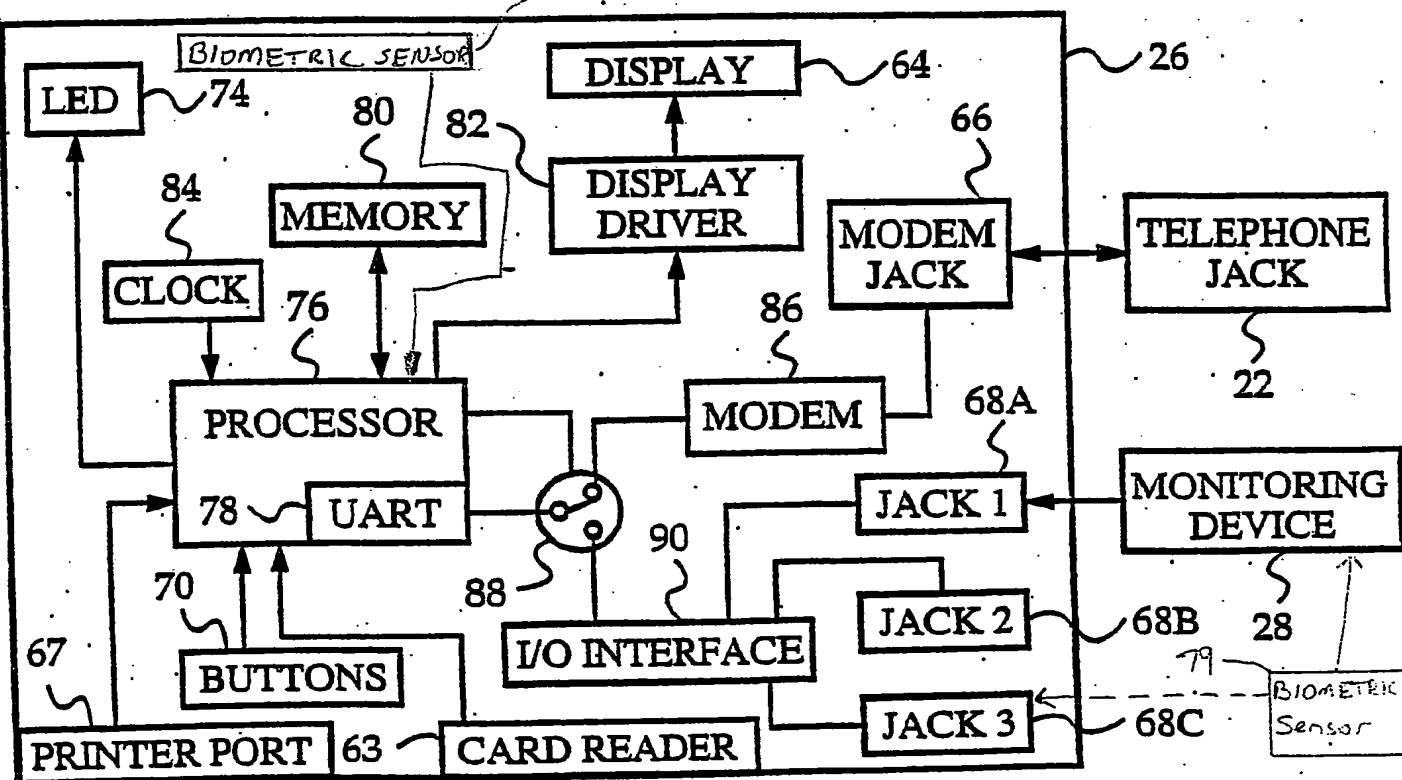 BIOMETRIC SENSOR
DISPLAY
64
26
LED
74
80
82
66
84
MEMORY
DISPLAY
DRIVER
MODEM
JACK
TELEPHONE
JACK
CLOCK
76
86
22
PROCESSOR
MODEM
68A
78
UART
JACK 1
MONITORING
DEVICE
88
90
70
JACK 2
68B
28
67
BUTTONS
I/O INTERFACE
79
BIOMETRIC
Sensor
PRINTER PORT
63
CARD READER
JACK 3
68C